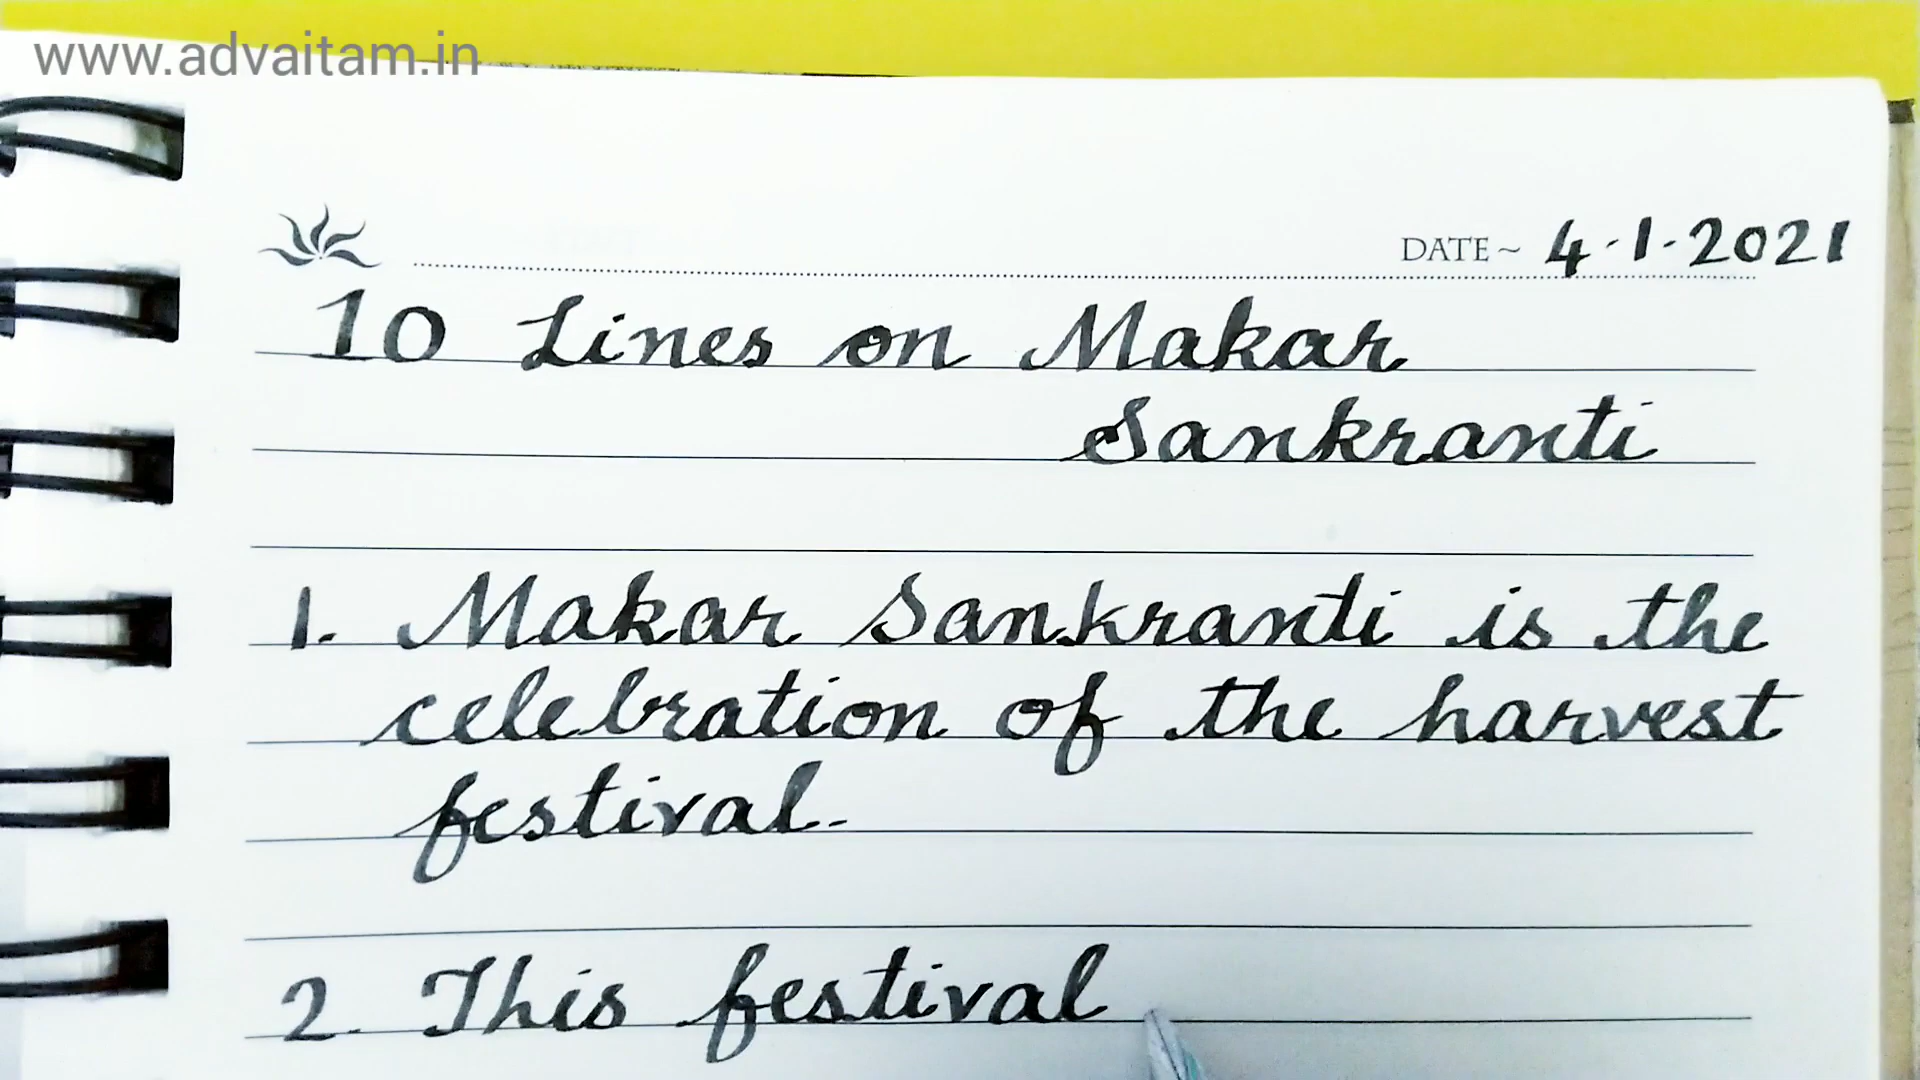 www.advaitam.in
DATE ~ 4.1.2021
10 Lines on Makar
Sankranti
1. Makar Sankranti is the
celebration of the harvest
festival.
2. This festival